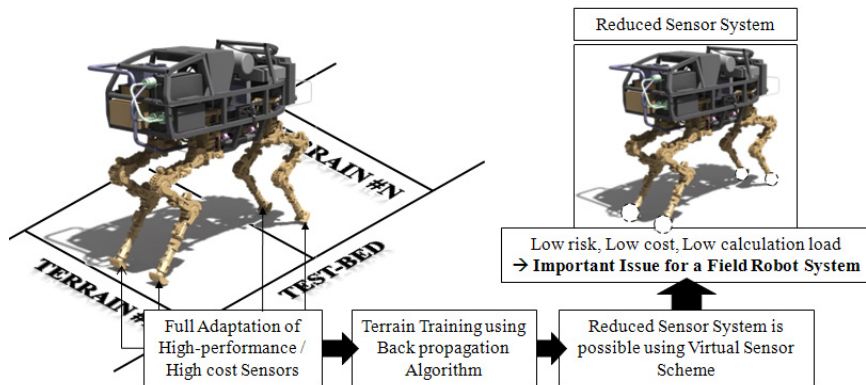 Reduced Sensor System
TERRAIN #N
TEST-BED
TERRAIN #
Low risk, Low cost, Low calculation load
→ Important Issue for a Field Robot System
Full Adaptation of
High-performance /
High cost Sensors
Terrain Training using
Back propagation
Algorithm
Reduced Sensor System is
possible using Virtual Sensor
Scheme